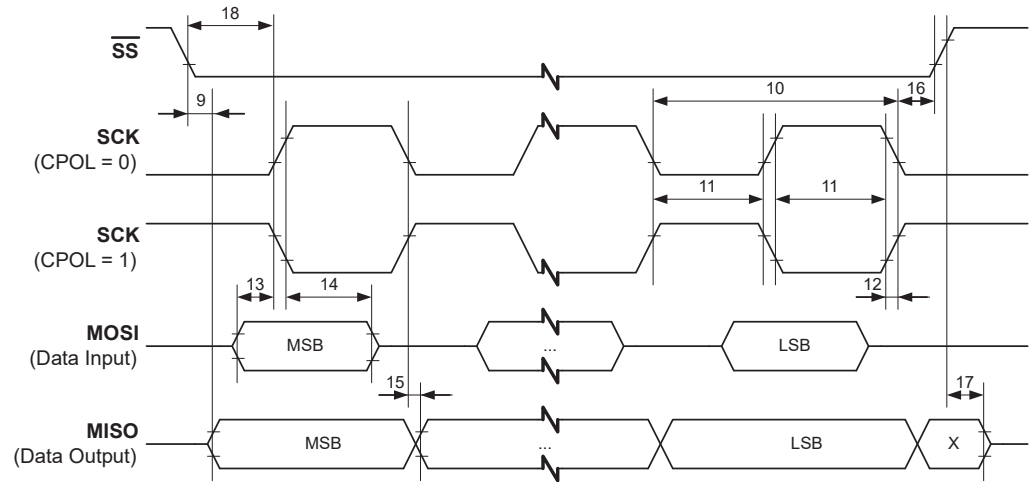 18
SS
9
10
16
SCK
(CPOL = 0)
11
11
SCK
(CPOL = 1)
13
14
12
MOSI
(Data Input)
MSB
...
LSB
15
17
MISO
(Data Output)
MSB
...
LSB
X